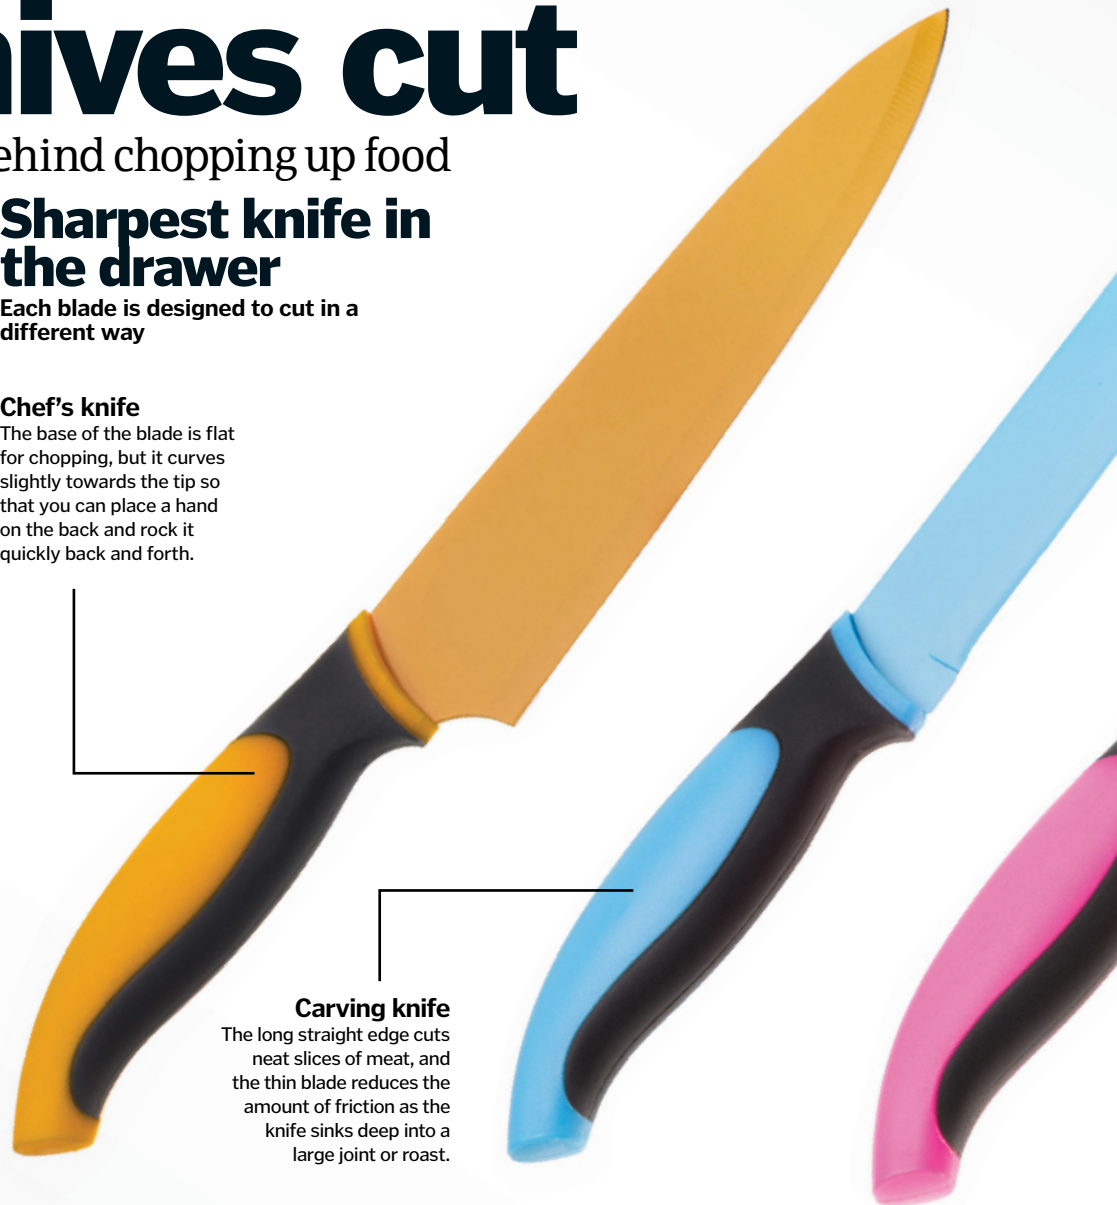 ives cut
ehind chopping up food
Sharpest knife in
the drawer
Each blade is designed to cut in a
different way
Chef’s knife
The base of the blade is flat
for chopping, but it curves
slightly towards the tip so
that you can place a hand
on the back and rock it
quickly back and forth.
Carving knife
The long straight edge cuts
neat slices of meat, and
the thin blade reduces the
amount of friction as the
knife sinks deep into a
large joint or roast.